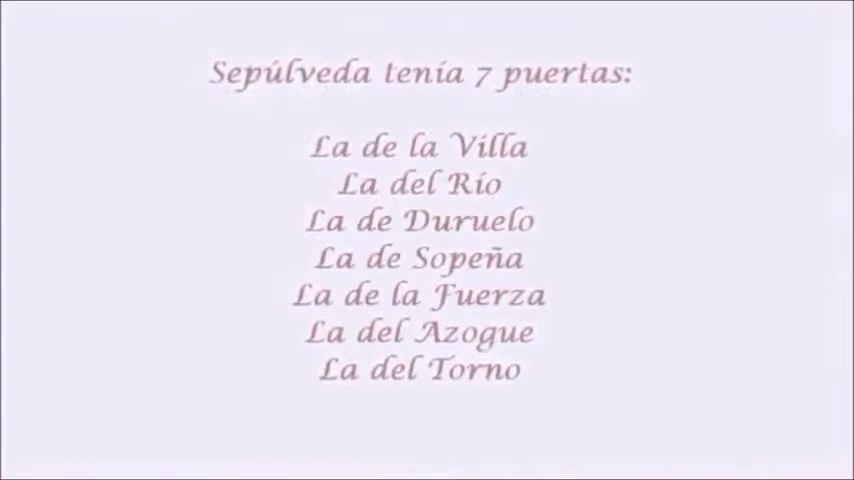 Sepúlveda tenía 7 puertas:
La de la Villa
La del Río
La de Duruelo
La de Sopeña
La de la Fuerza
La del Azogue
La del Torno